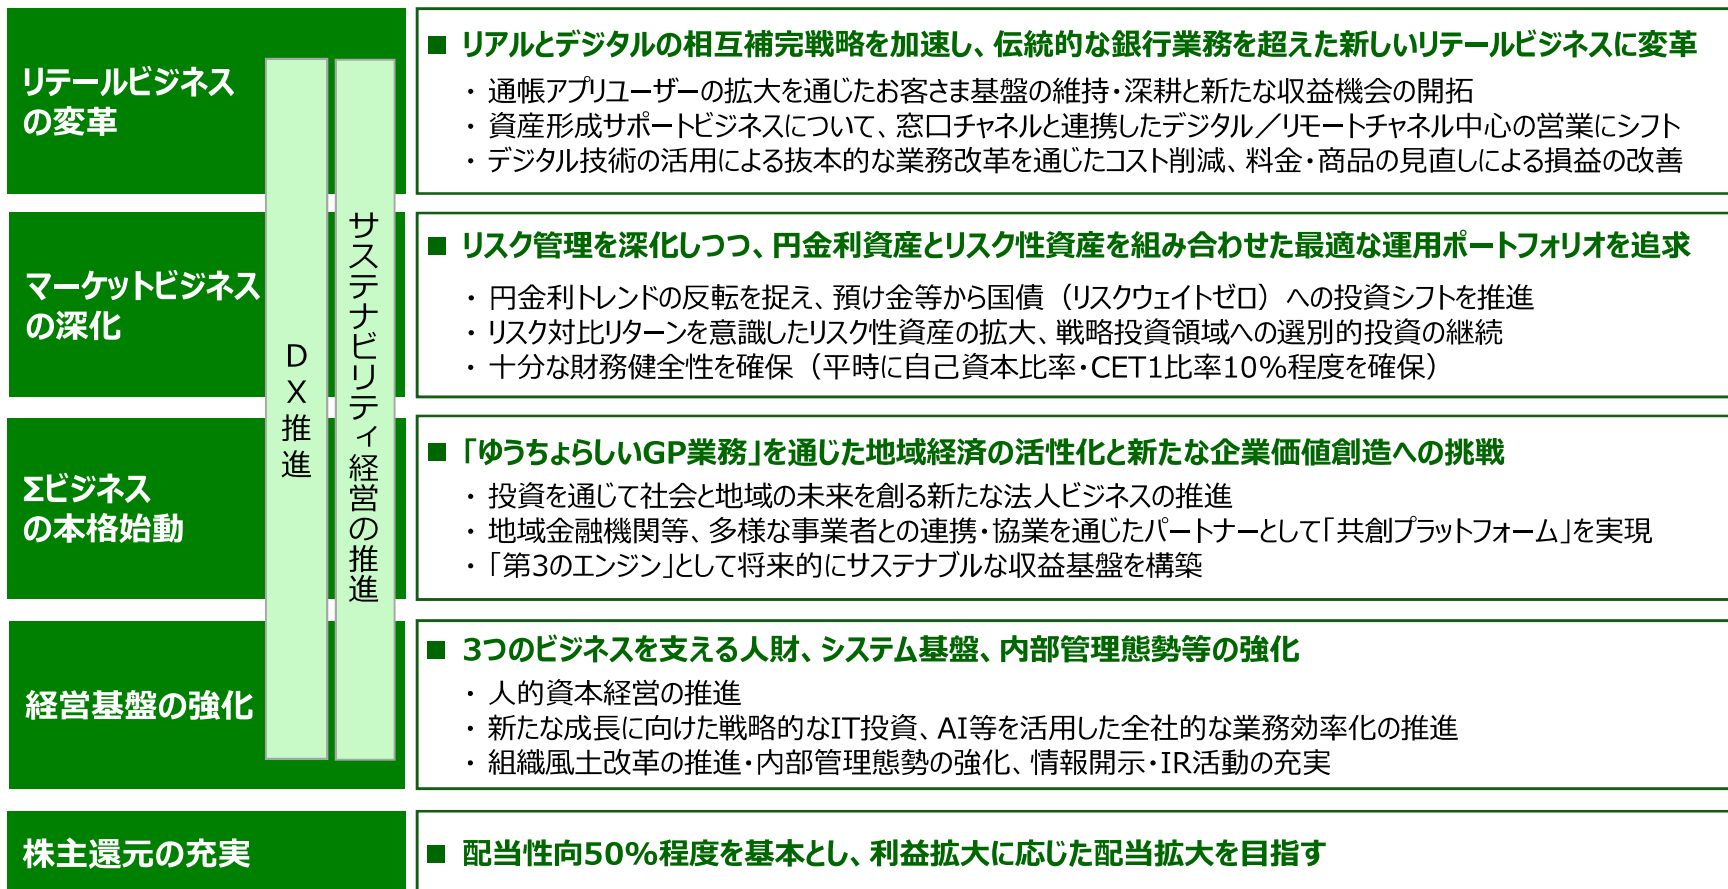 リテールビジネス
の変革
■ リアルとデジタルの相互補完戦略を加速し、伝統的な銀行業務を超えた新しいリテールビジネスに変革
・ 通帳アプリユーザーの拡大を通じたお客さま基盤の維持・深耕と新たな収益機会の開拓
・ 資産形成サポートビジネスについて、窓口チャネルと連携したデジタル／リモートチャネル中心の営業にシフト
・ デジタル技術の活用による抜本的な業務改革を通じたコスト削減、料金・商品の見直しによる損益の改善
マーケットビジネス
の深化
■ リスク管理を深化しつつ、円金利資産とリスク性資産を組み合わせた最適な運用ポートフォリオを追求
・ 円金利トレンドの反転を捉え、預け金等から国債（リスクウェイトゼロ）への投資シフトを推進
・ リスク対比リターンを意識したリスク性資産の拡大、戦略投資領域への選別的投資の継続
・ 十分な財務健全性を確保（平時に自己資本比率・CET1比率10%程度を確保）
Σビジネス
の本格始動
■ 「ゆうちょらしいGP業務」を通じた地域経済の活性化と新たな企業価値創造への挑戦
・ 投資を通じて社会と地域の未来を創る新たな法人ビジネスの推進
・ 地域金融機関等、多様な事業者との連携・協業を通じたパートナーとして「共創プラットフォーム」を実現
・ 「第3のエンジン」として将来的にサステナブルな収益基盤を構築
経営基盤の強化
■ 3つのビジネスを支える人財、システム基盤、内部管理態勢等の強化
・ 人的資本経営の推進
・ 新たな成長に向けた戦略的なIT投資、AI等を活用した全社的な業務効率化の推進
・ 組織風土改革の推進・内部管理態勢の強化、情報開示・IR活動の充実
株主還元の充実
■ 配当性向50%程度を基本とし、利益拡大に応じた配当拡大を目指す
DX推進
サステナビリティ経営の推進